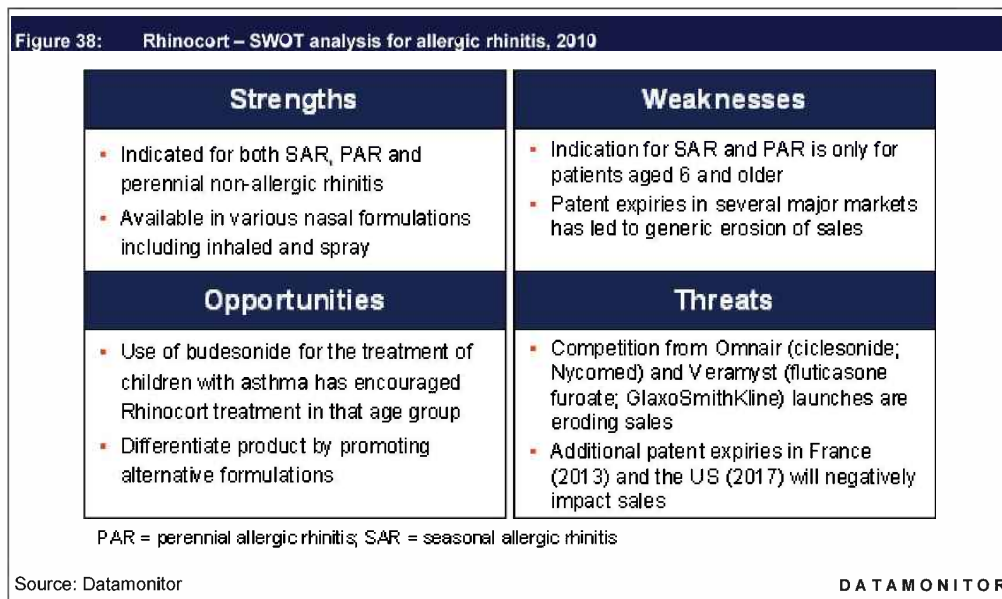 Figure 38: Rhinocort – SWOT analysis for allergic rhinitis, 2010
Strengths
▪ Indicated for both SAR, PAR and
perennial non-allergic rhinitis
▪ Available in various nasal formulations
including inhaled and spray
Weaknesses
▪ Indication for SAR and PAR is only for
patients aged 6 and older
▪ Patent expiries in several major markets
has led to generic erosion of sales
Opportunities
▪ Use of budesonide for the treatment of
children with asthma has encouraged
Rhinocort treatment in that age group
▪ Differentiate product by promoting
alternative formulations
Threats
▪ Competition from Omnair (ciclesonide;
Nycomed) and Veramyst (fluticasone
furoate; GlaxoSmithKline) launches are
eroding sales
▪ Additional patent expiries in France
(2013) and the US (2017) will negatively
impact sales
PAR = perennial allergic rhinitis; SAR = seasonal allergic rhinitis
Source: Datamonitor
DATAMONITOR